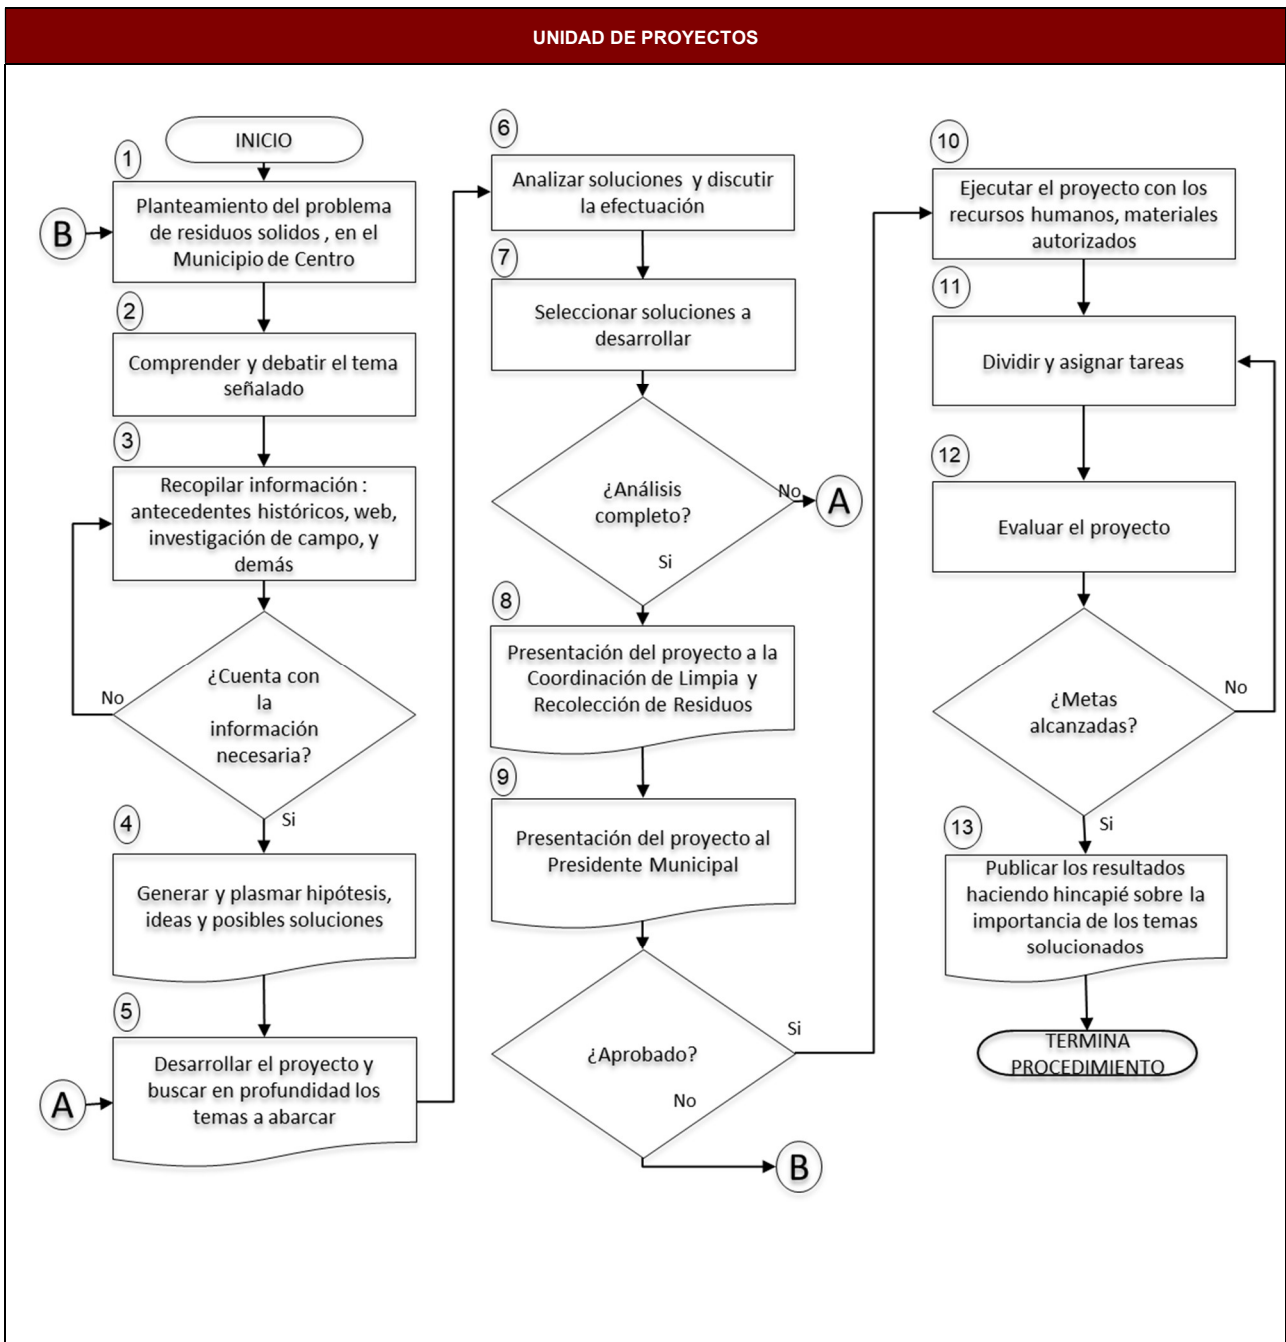 UNIDAD DE PROYECTOS
INICIO
1
Planteamiento del problema
de residuos solidos , en el
Municipio de Centro
B
2
Comprender y debatir el tema
señalado
3
Recopilar información :
antecedentes históricos, web,
investigación de campo, y
demás
¿Cuenta con
la
información
necesaria?
No
Si
4
Generar y plasmar hipótesis,
ideas y posibles soluciones
5
Desarrollar el proyecto y
buscar en profundidad los
temas a abarcar
A
6
Analizar soluciones y discutir
la efectuación
7
Seleccionar soluciones a
desarrollar
¿Análisis
completo?
No
A
Si
8
Presentación del proyecto a la
Coordinación de Limpia y
Recolección de Residuos
9
Presentación del proyecto al
Presidente Municipal
¿Aprobado?
Si
No
B
10
Ejecutar el proyecto con los
recursos humanos, materiales
autorizados
11
Dividir y asignar tareas
12
Evaluar el proyecto
¿Metas
alcanzadas?
No
Si
13
Publicar los resultados
haciendo hincapié sobre la
importancia de los temas
solucionados
TERMINA
PROCEDIMIENTO